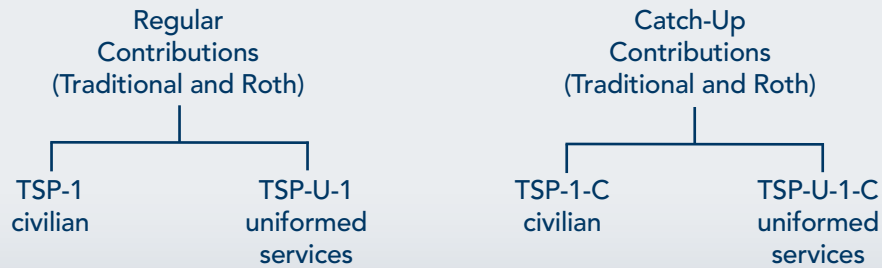 Regular
Contributions
(Traditional and Roth)
TSP-1
civilian
TSP-U-1
uniformed
services
Catch-Up
Contributions
(Traditional and Roth)
TSP-1-C
civilian
TSP-U-1-C
uniformed
services